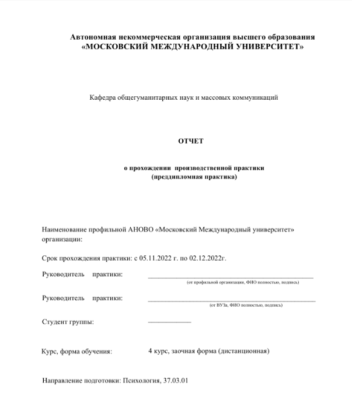 Автономная некоммерческая организация высшего образования
«МОСКОВСКИЙ МЕЖДУНАРОДНЫЙ УНИВЕРСИТЕТ»
Кафедра общегуманитарных наук и массовых коммуникаций
ОТЧЕТ
о прохождении производственной практики
(преддипломная практика)
Наименование профильной АНОВО «Московский Международный университет»
организации:
Срок прохождения практики: с 05.11.2022 г. по 02.12.2022г.
Руководитель практики:
(от профильной организации, ФИО полностью, подпись)
Руководитель практики:
(от ВУЗа, ФИО полностью, подпись)
Студент группы:
Курс, форма обучения: 4 курс, заочная форма (дистанционная)
Направление подготовки: Психология, 37.03.01